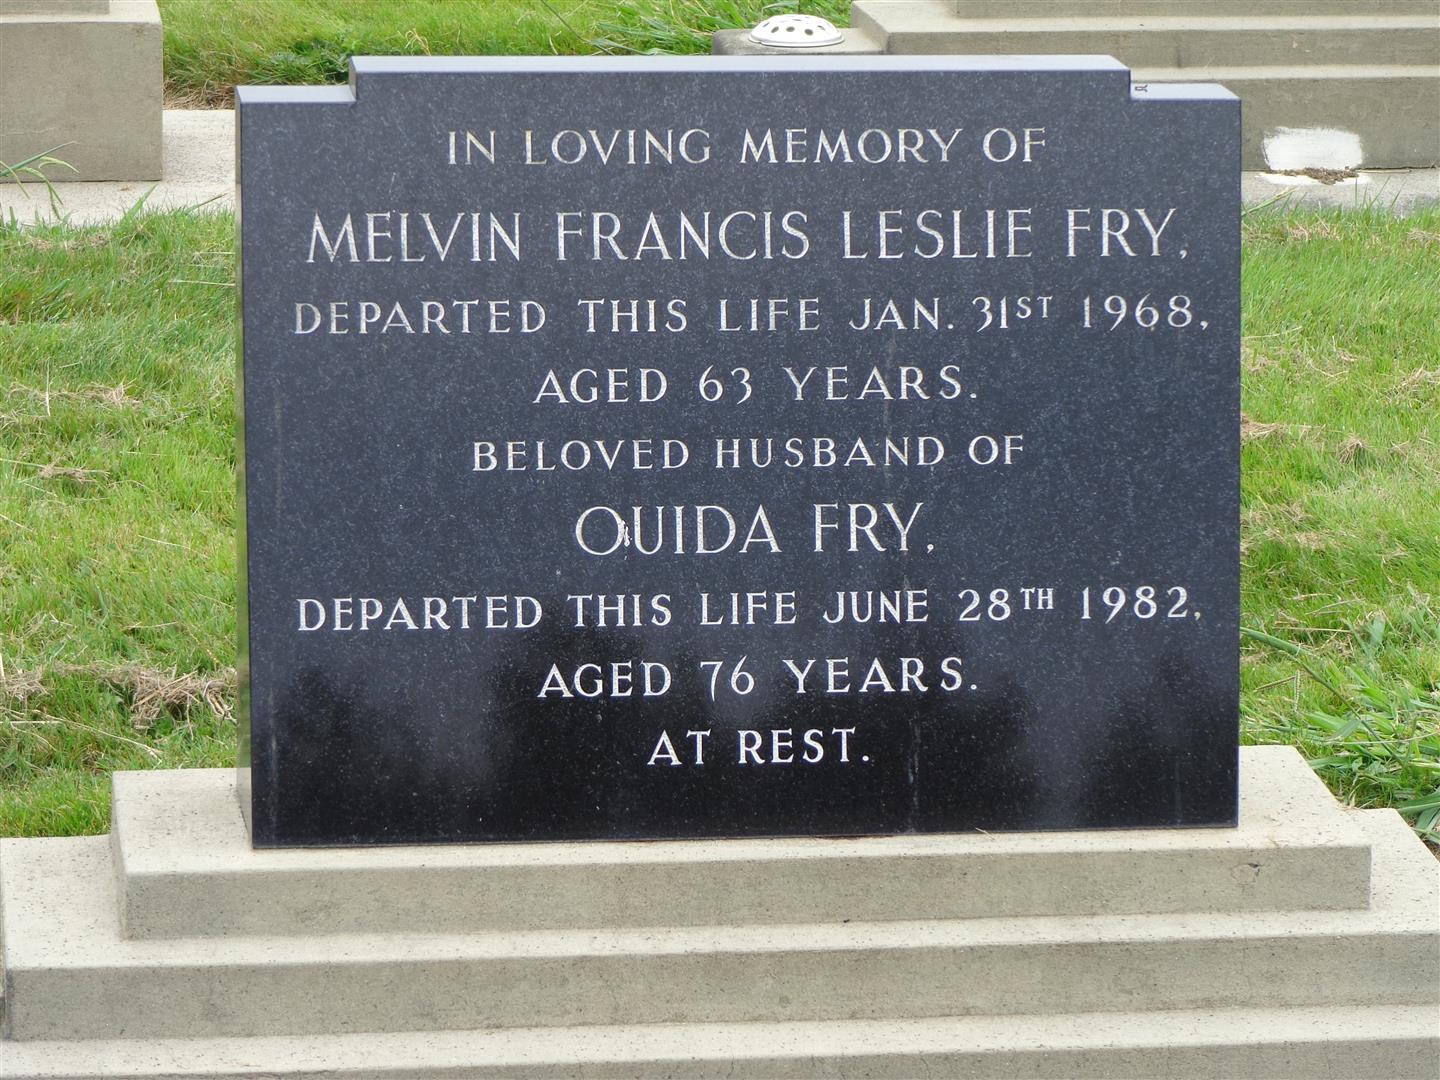 IN LOVING MEMORY OF
MELVIN FRANCIS LESLIE FRY,
DEPARTED THIS LIFE JAN. 31ST 1968,
AGED 63 YEARS.
BELOVED HUSBAND OF
OUIDA FRY.
DEPARTED THIS LIFE JUNE 28TH 1982,
AGED 76 YEARS.
AT REST.